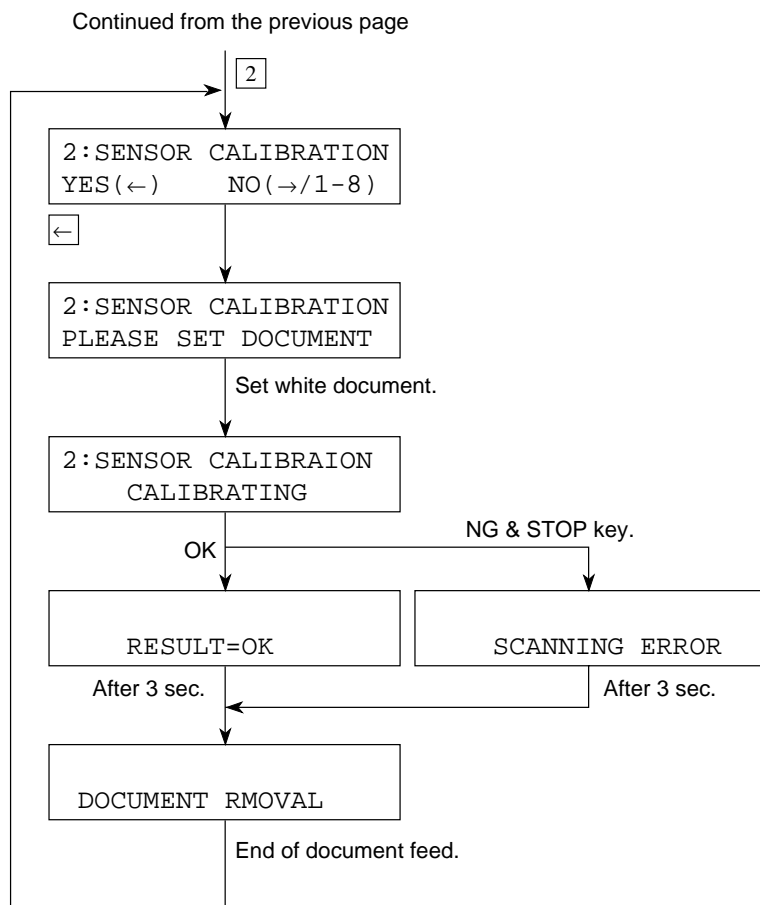 Continued from the previous page
2
2:SENSOR CALIBRATION
YES(←) NO(→/1-8)
←
2:SENSOR CALIBRATION
PLEASE SET DOCUMENT
Set white document.
2:SENSOR CALIBRAION
CALIBRATING
NG & STOP key.
OK
RESULT=OK
SCANNING ERROR
After 3 sec.
After 3 sec.
DOCUMENT RMOVAL
End of document feed.